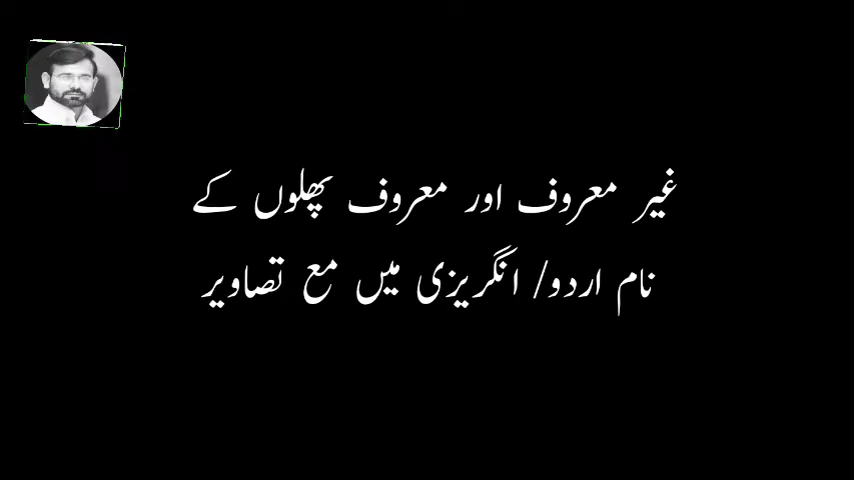 غیر معروف اور معروف پھلوں کے
نام اردو/ انگریزی میں مع تصاویر